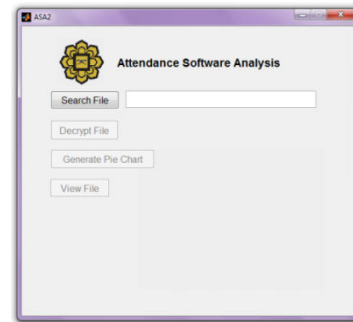 ASA2
Attendance Software Analysis
Search File
Decrypt File
Generate Pie Chart
View File